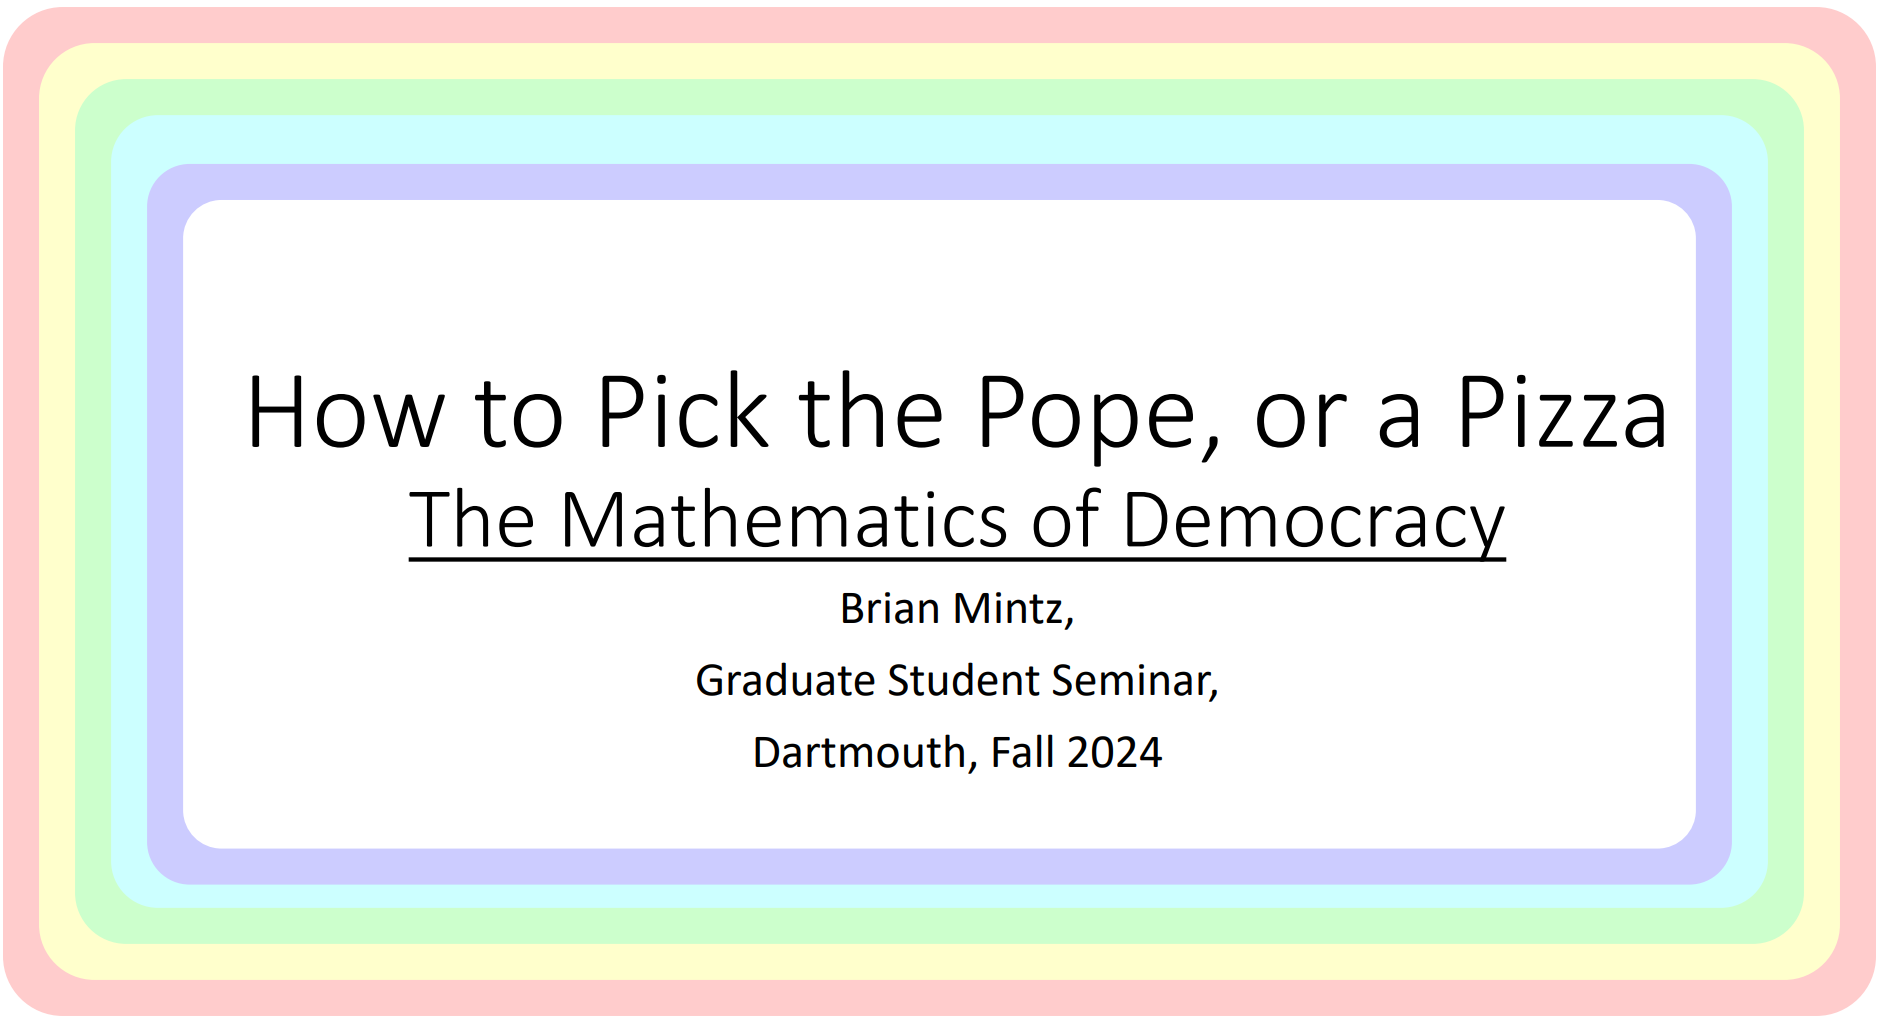 How to Pick the Pope, or a Pizza
The Mathematics of Democracy
Brian Mintz,
Graduate Student Seminar,
Dartmouth, Fall 2024